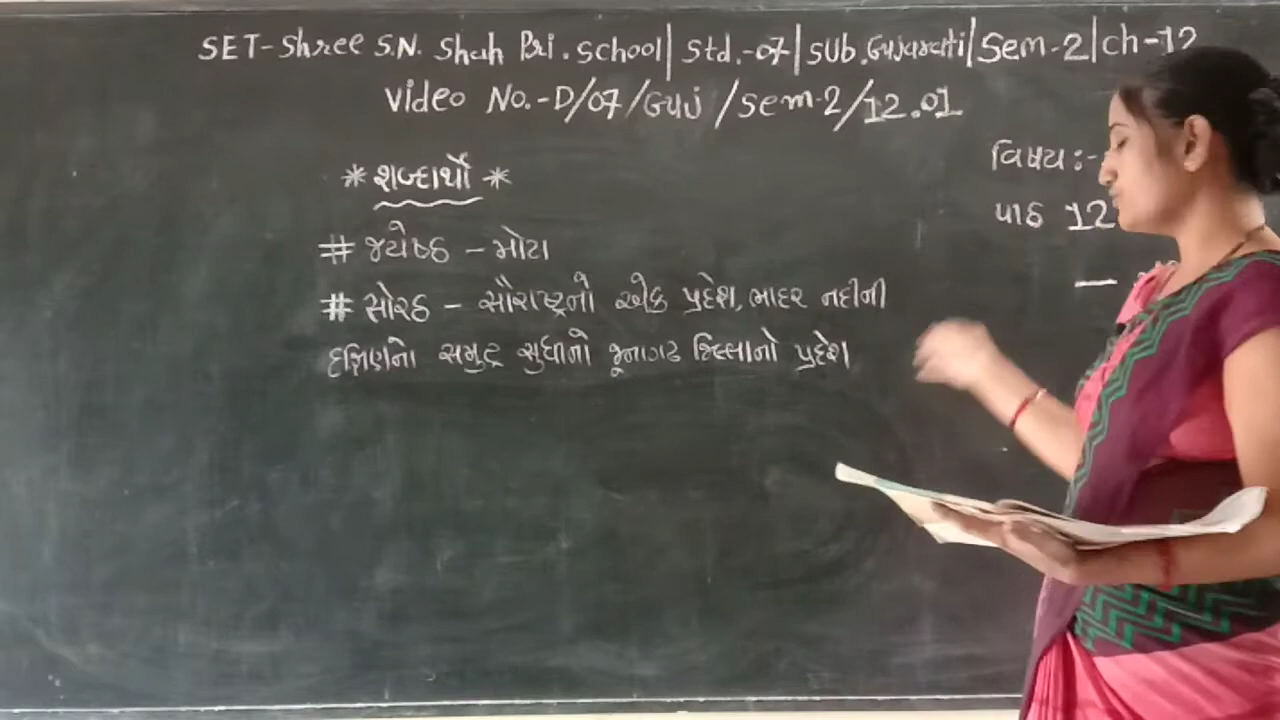 SET-Shree S.N. Shah Pri. School | Std.-07 | Sub. Gujarati | Sem-2 | ch-12
Video No.-D/07/Guj/Sem-2/12.01
વિષય :-
પાઠ 12
* શબ્દાર્થો *
# જ્યેષ્ઠ - મોટા
# સોરઠ - સૌરાષ્ટ્રનો એક પ્રદેશ, ભાદર નદીની
દક્ષિણનો સમુદ્ર સુધીનો જૂનાગઢ જિલ્લાનો પ્રદેશ